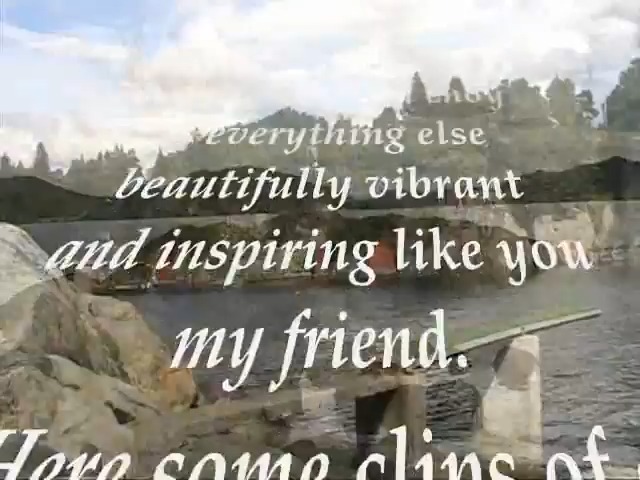 everything else
beautifully vibrant
and inspiring like you
my friend.
Here some clips of